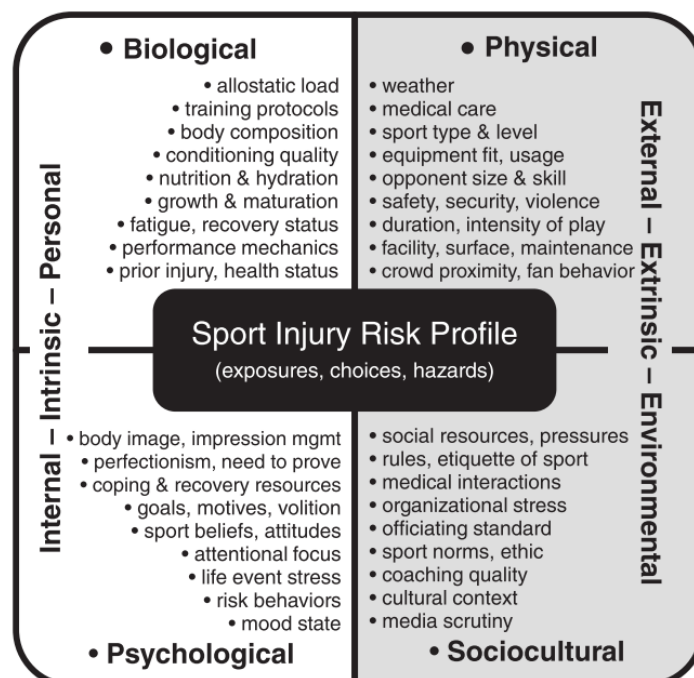 • Biological
• allostatic load
• training protocols
• body composition
• conditioning quality
• nutrition & hydration
• growth & maturation
• fatigue, recovery status
• performance mechanics
• prior injury, health status
• Physical
• weather
• medical care
• sport type & level
• equipment fit, usage
• opponent size & skill
• safety, security, violence
• duration, intensity of play
• facility, surface, maintenance
• crowd proximity, fan behavior
Internal – Intrinsic – Personal
External – Extrinsic – Environmental
Sport Injury Risk Profile
(exposures, choices, hazards)
• body image, impression mgmt
• perfectionism, need to prove
• coping & recovery resources
• goals, motives, volition
• sport beliefs, attitudes
• attentional focus
• life event stress
• risk behaviors
• mood state
• Psychological
• social resources, pressures
• rules, etiquette of sport
• medical interactions
• organizational stress
• officiating standard
• sport norms, ethic
• coaching quality
• cultural context
• media scrutiny
• Sociocultural